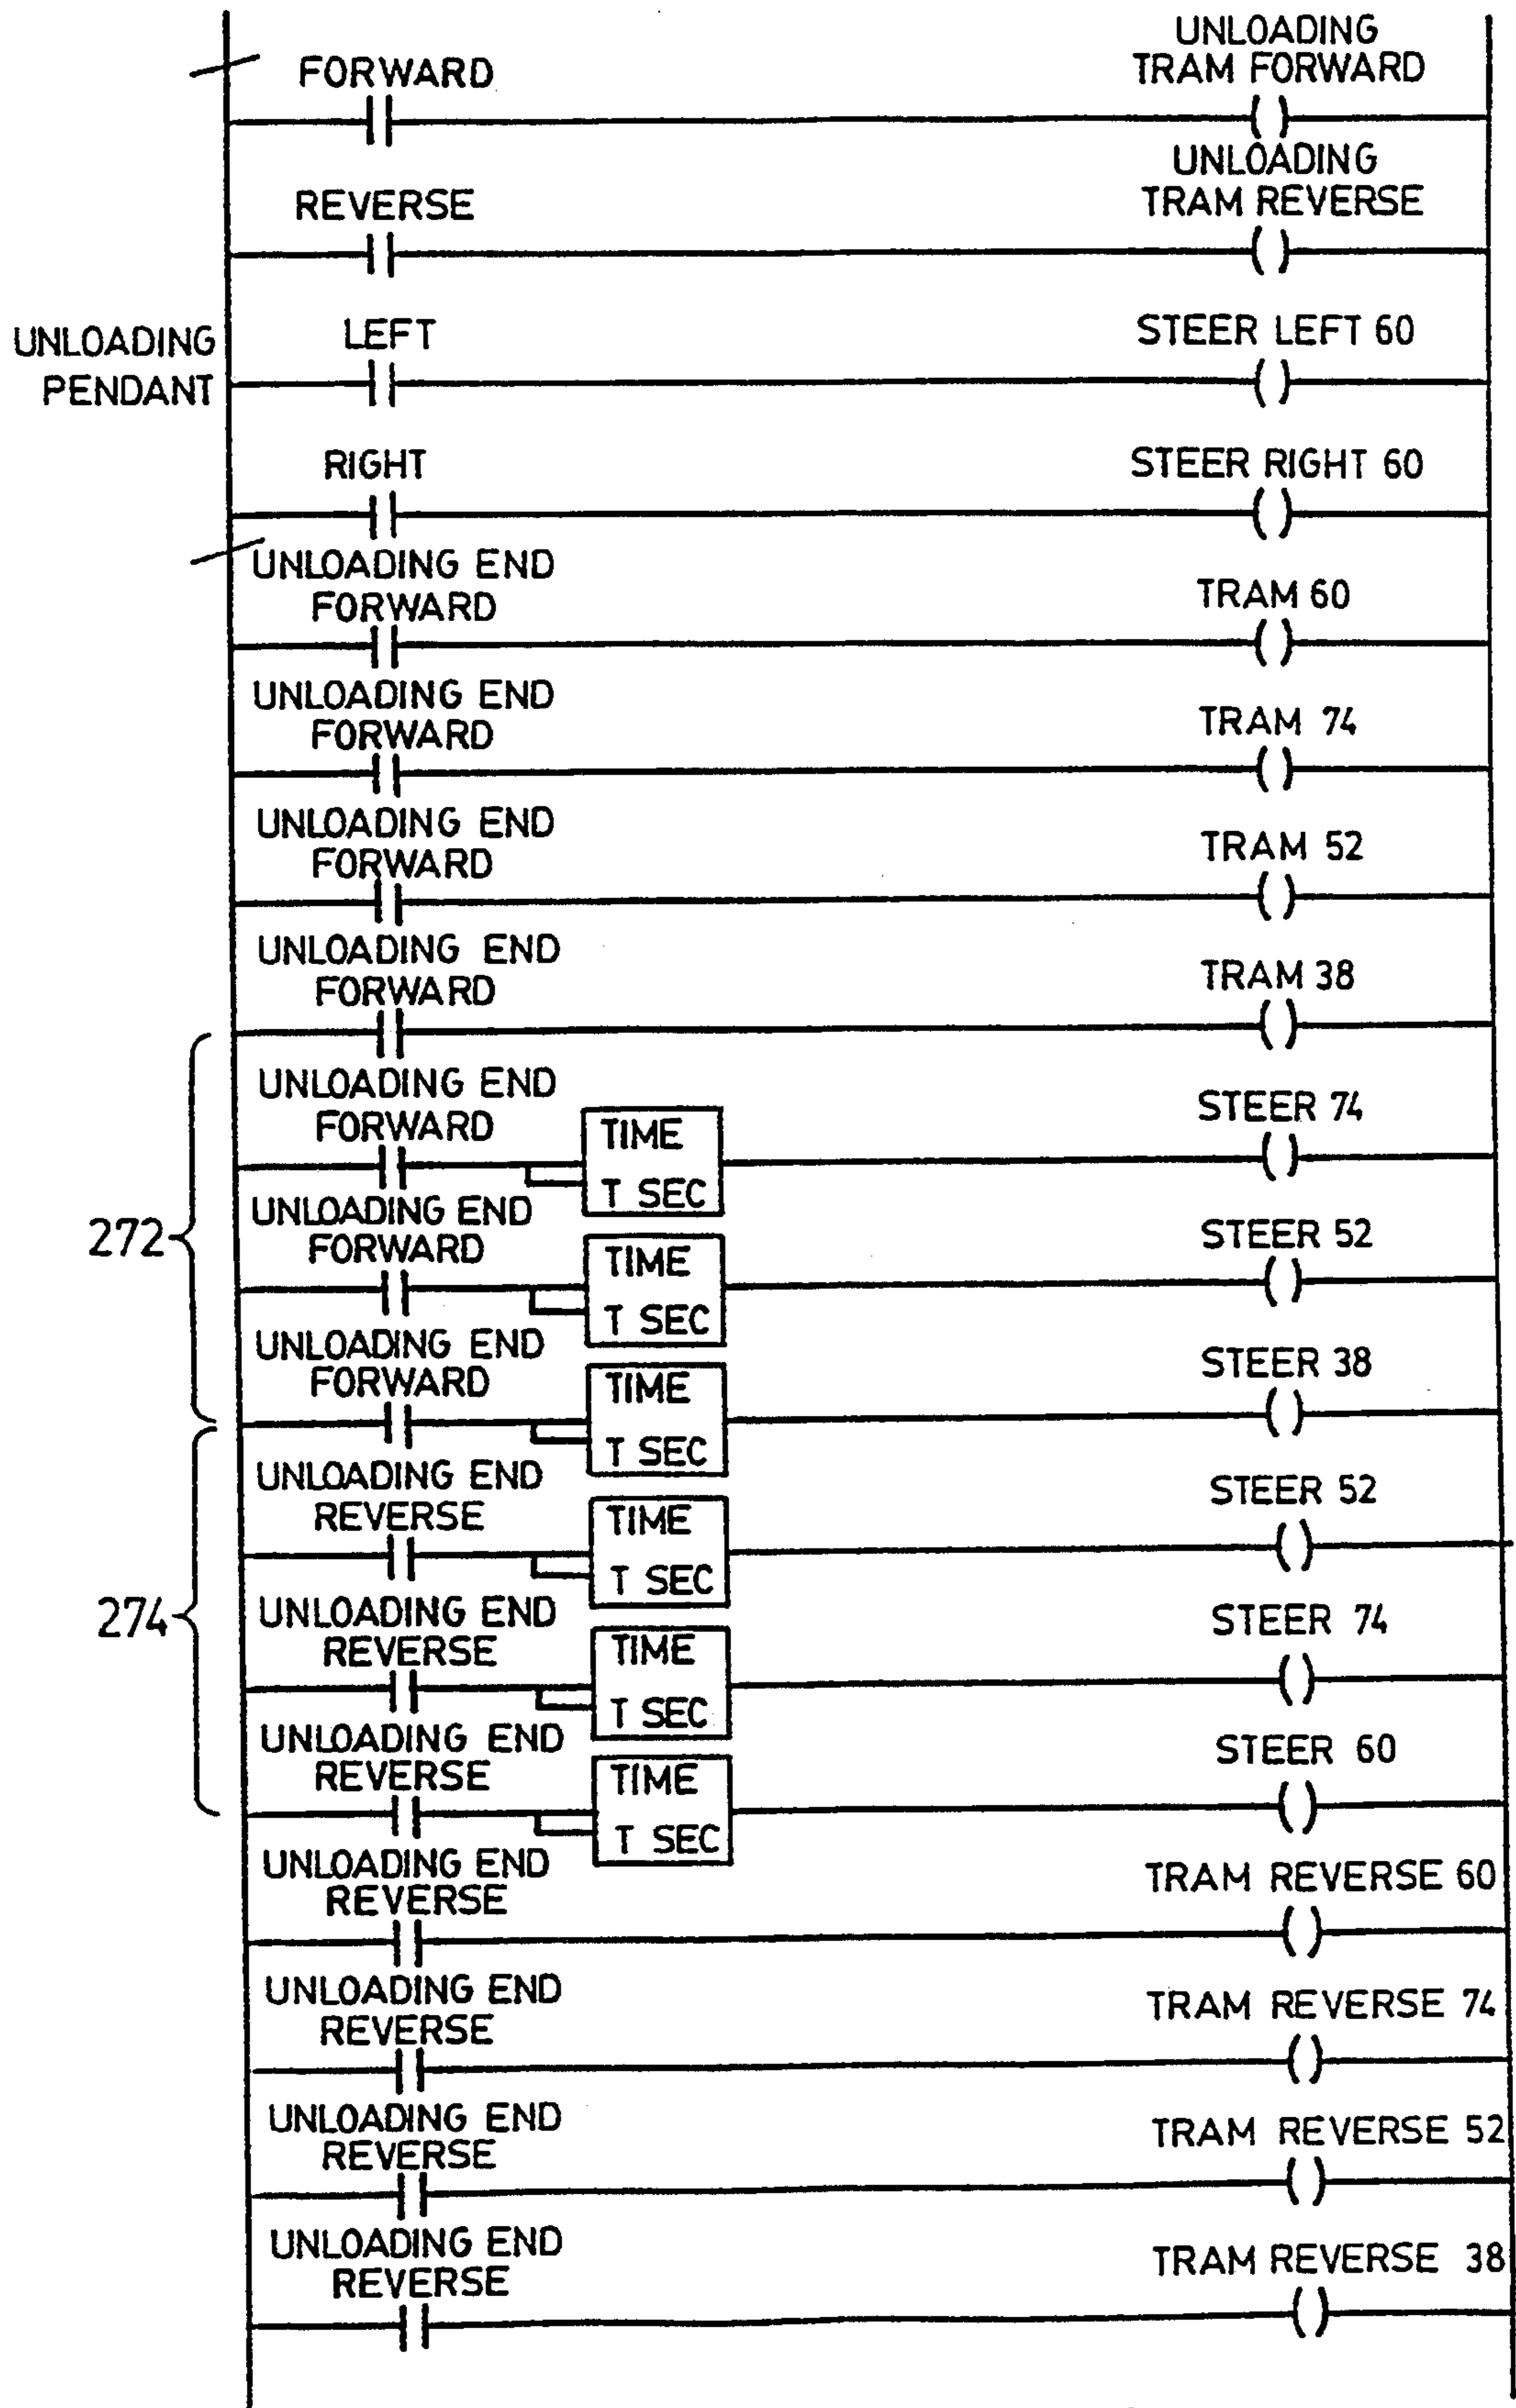 UNLOADING
FORWARD
TRAM FORWARD
UNLOADING
REVERSE
TRAM REVERSE
UNLOADING
PENDANT
LEFT
STEER LEFT 60
RIGHT
STEER RIGHT 60
UNLOADING END
FORWARD
TRAM 60
UNLOADING END
FORWARD
TRAM 74
UNLOADING END
FORWARD
TRAM 52
UNLOADING END
FORWARD
TRAM 38
272
UNLOADING END
FORWARD
TIME
T SEC
STEER 74
UNLOADING END
FORWARD
TIME
T SEC
STEER 52
UNLOADING END
FORWARD
TIME
T SEC
STEER 38
274
UNLOADING END
REVERSE
TIME
T SEC
STEER 52
UNLOADING END
REVERSE
TIME
T SEC
STEER 74
UNLOADING END
REVERSE
TIME
T SEC
STEER 60
UNLOADING END
REVERSE
TRAM REVERSE 60
UNLOADING END
REVERSE
TRAM REVERSE 74
UNLOADING END
REVERSE
TRAM REVERSE 52
UNLOADING END
REVERSE
TRAM REVERSE 38